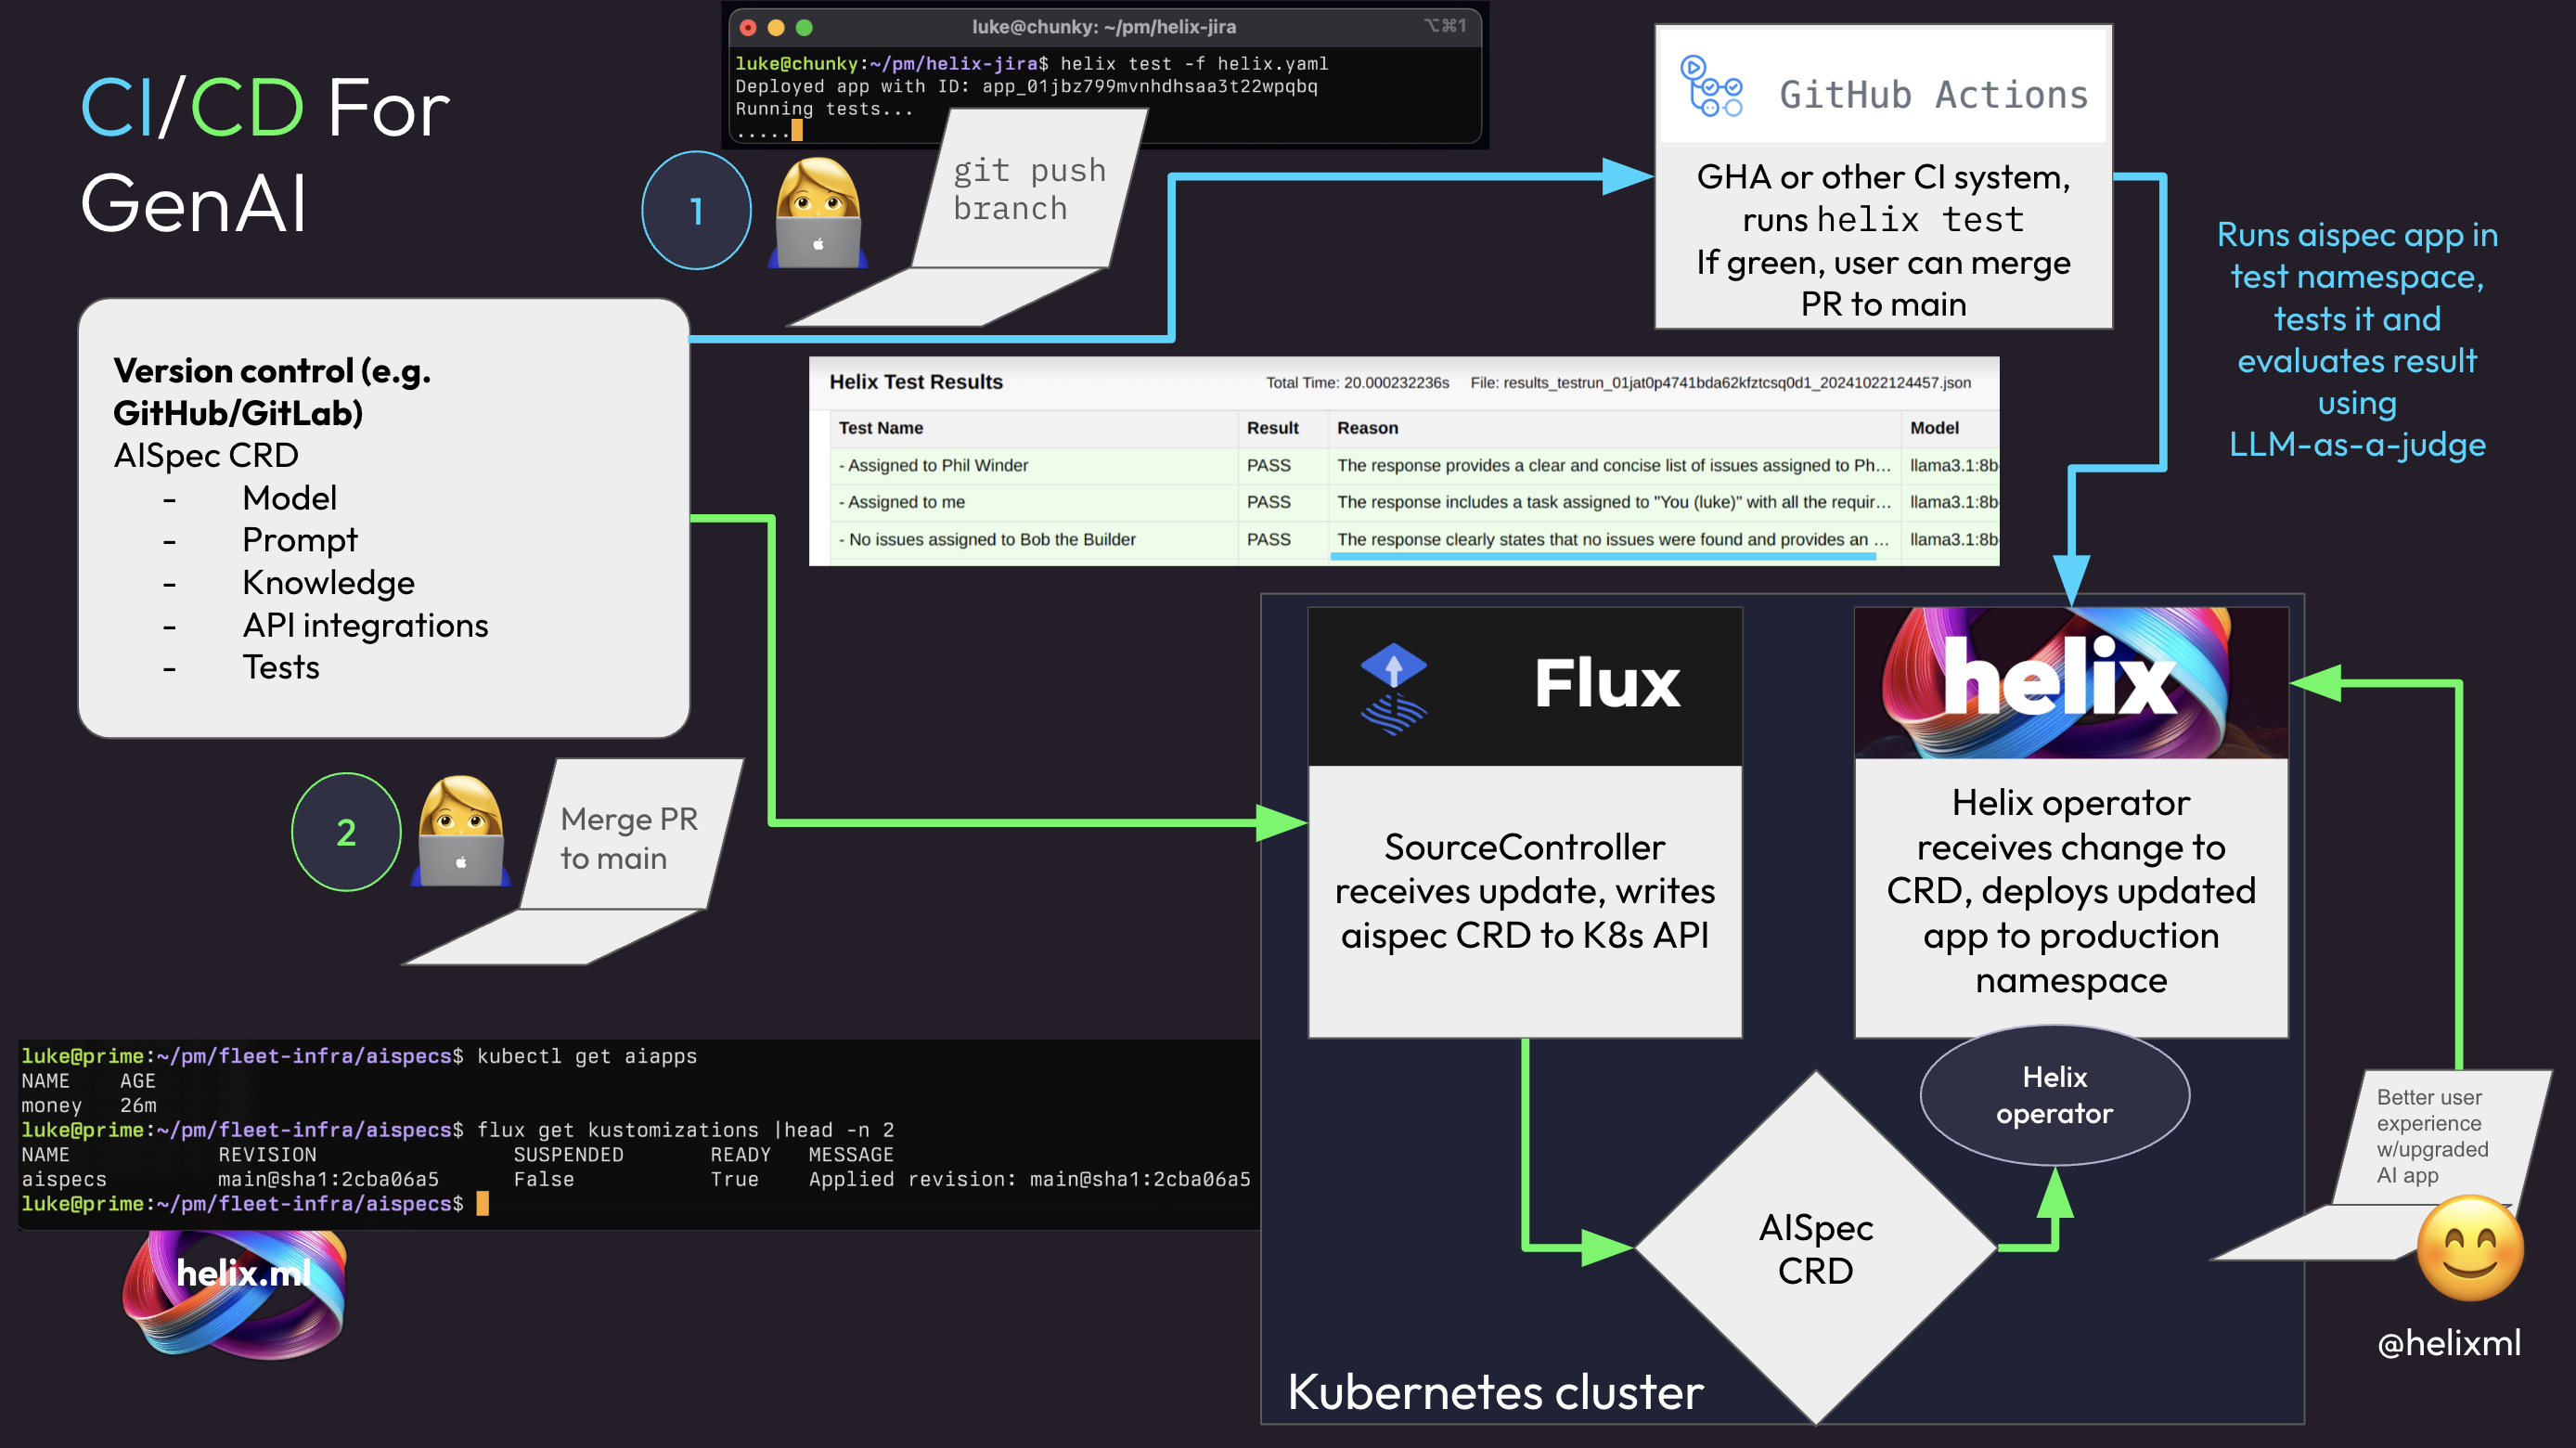 CI/CD For
GenAI
luke@chunky: ~/pm/helix-jira
⌥⌘1
luke@chunky:~/pm/helix-jira$ helix test -f helix.yaml
Deployed app with ID: app_01jbz799mvnhdhsaa3t22wpqbq
Running tests...
.....
1
git push
branch
GitHub Actions
GHA or other CI system,
runs helix test
If green, user can merge
PR to main
Runs aispec app in
test namespace,
tests it and
evaluates result
using
LLM-as-a-judge
Version control (e.g.
GitHub/GitLab)
AISpec CRD
- Model
- Prompt
- Knowledge
- API integrations
- Tests
Helix Test Results
Total Time: 20.000232236s File: results_testrun_01jat0p4741bda62kfztcsq0d1_20241022124457.json
Test Name Result Reason Model
- Assigned to Phil Winder PASS The response provides a clear and concise list of issues assigned to Ph... llama3.1:8b
- Assigned to me PASS The response includes a task assigned to "You (luke)" with all the requir... llama3.1:8b
- No issues assigned to Bob the Builder PASS The response clearly states that no issues were found and provides an ... llama3.1:8b
2
Merge PR
to main
Flux
SourceController
receives update, writes
aispec CRD to K8s API
helix
Helix operator
receives change to
CRD, deploys updated
app to production
namespace
Helix
operator
AISpec
CRD
Kubernetes cluster
Better user
experience
w/upgraded
AI app
@helixml
luke@prime:~/pm/fleet-infra/aispecs$ kubectl get aiapps
NAME AGE
money 26m
luke@prime:~/pm/fleet-infra/aispecs$ flux get kustomizations |head -n 2
NAME REVISION SUSPENDED READY MESSAGE
aispecs main@sha1:2cba06a5 False True Applied revision: main@sha1:2cba06a5
luke@prime:~/pm/fleet-infra/aispecs$
helix.ml